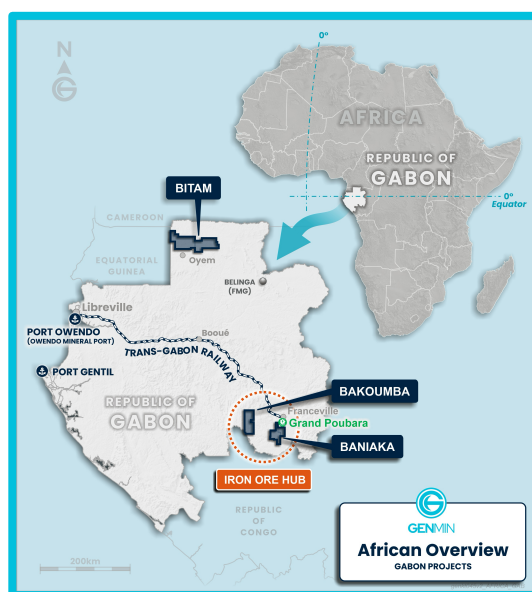 N
G
0°
AFRICA
REPUBLIC OF
GABON
0°
Equator
BITAM
CAMEROON
EQUATORIAL
GUINEA
Oyem
BELINGA
(FMG)
Libreville
PORT OWENDO
(OWENDO MINERAL PORT)
Booué
TRANS-GABON RAILWAY
PORT GENTIL
REPUBLIC OF
GABON
BAKOUMBA
Franceville
Grand Poubara
BANIAKA
IRON ORE HUB
REPUBLIC
OF
CONGO
200km
GENMIN
African Overview
GABON PROJECTS